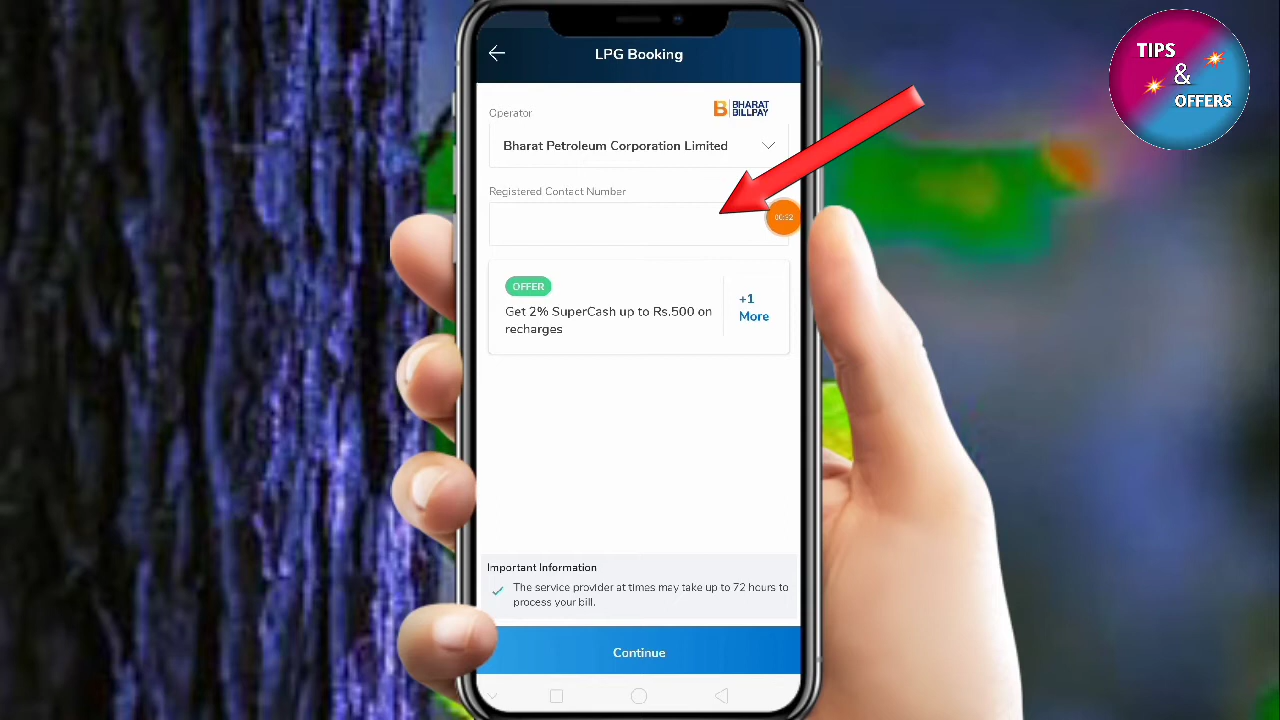 LPG Booking
TIPS
&
OFFERS
Operator
BHARAT
BILLPAY
Bharat Petroleum Corporation Limited
Registered Contact Number
00:32
OFFER
Get 2% SuperCash up to Rs.500 on
recharges
+1
More
Important Information
The service provider at times may take up to 72 hours to
process your bill.
Continue